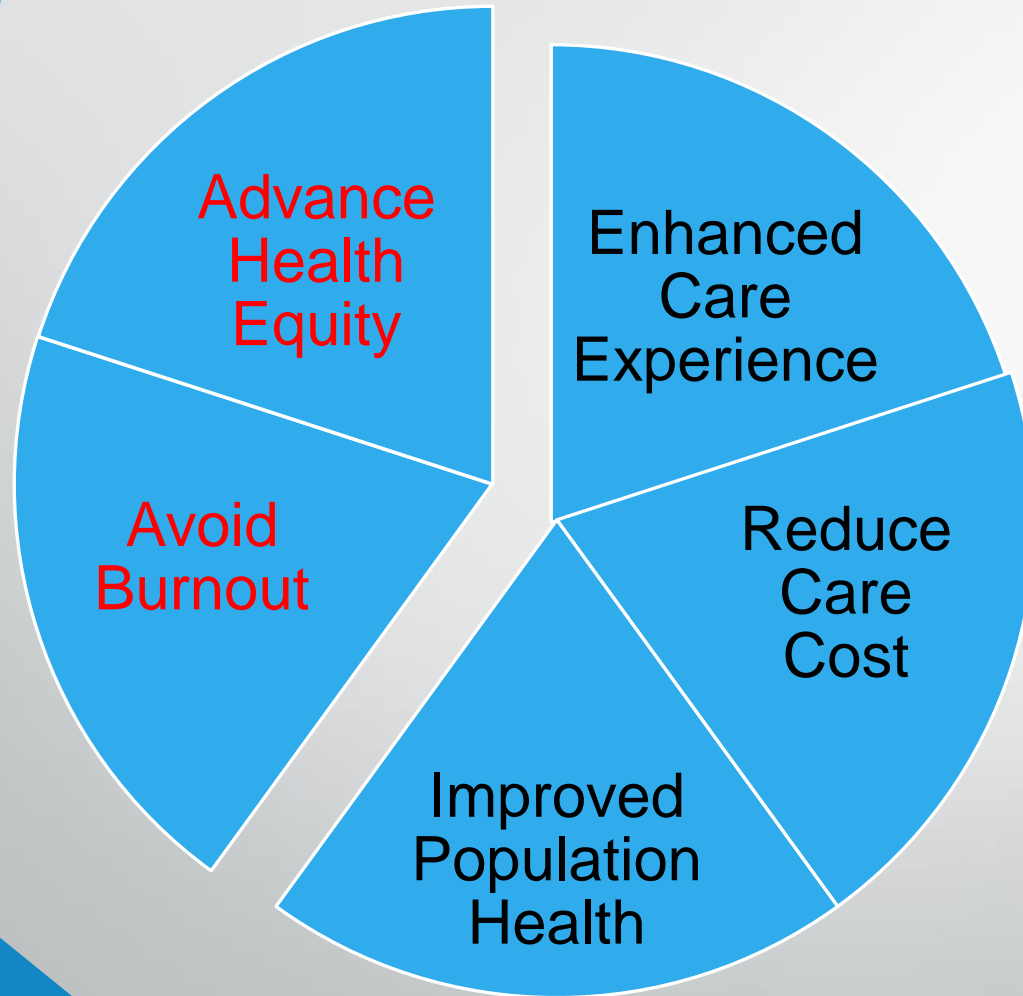 Advance
Health
Equity
Enhanced
Care
Experience
Avoid
Burnout
Reduce
Care
Cost
Improved
Population
Health